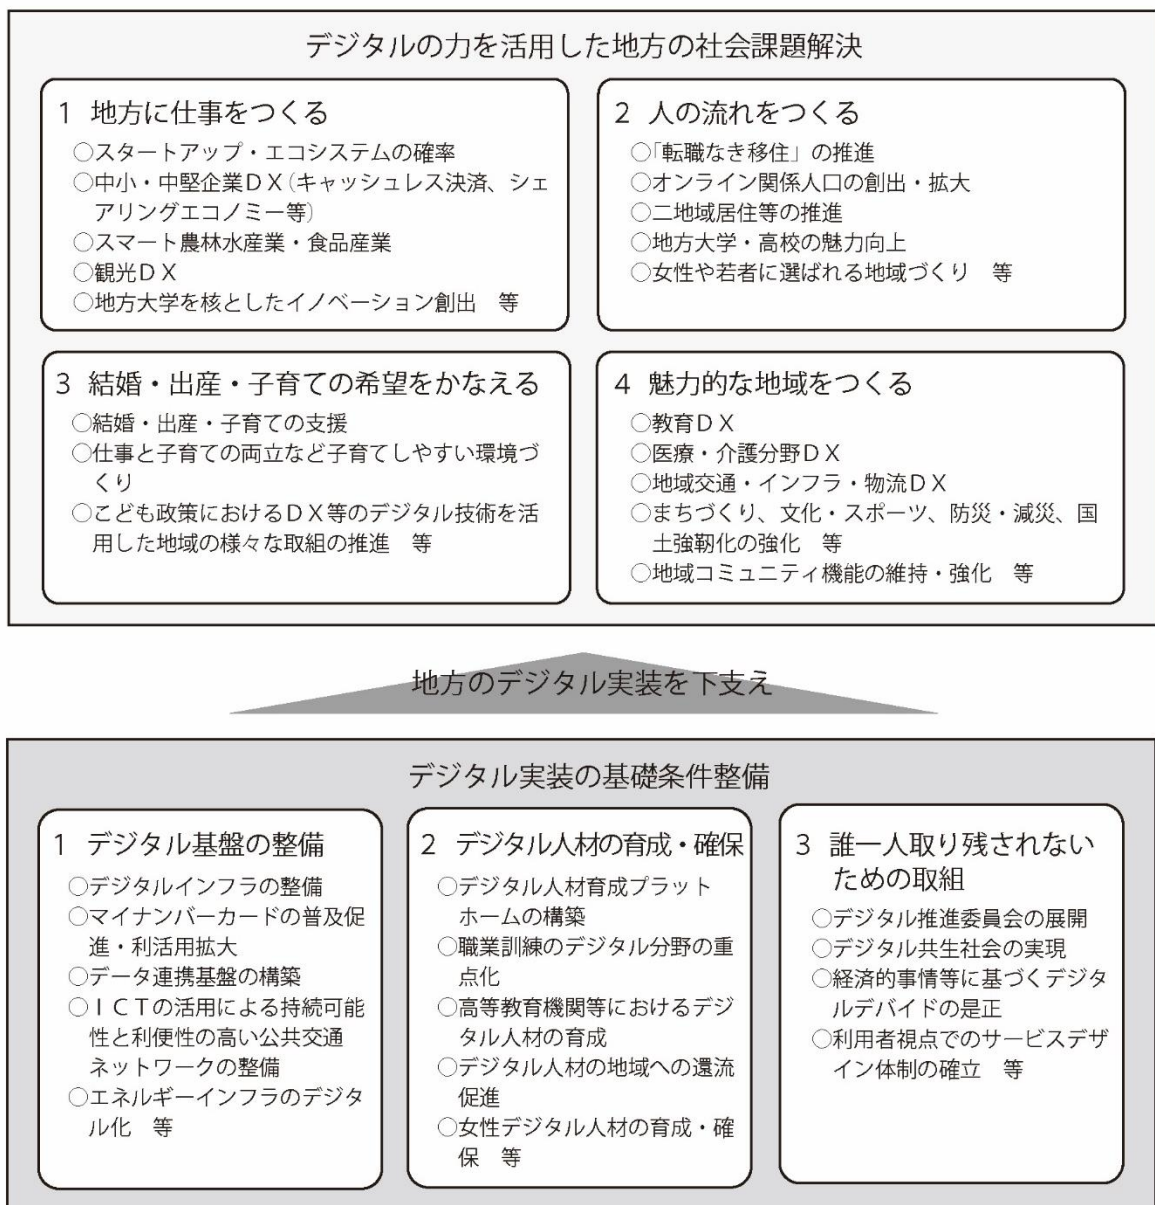 デジタルの力を活用した地方の社会課題解決
1 地方に仕事をつくる
○スタートアップ・エコシステムの確率
○中小・中堅企業ＤＸ(キャッシュレス決済、シェ
アリングエコノミー等)
○スマート農林水産業・食品産業
○観光ＤＸ
○地方大学を核としたイノベーション創出　等
2 人の流れをつくる
○「転職なき移住」の推進
○オンライン関係人口の創出・拡大
○二地域居住等の推進
○地方大学・高校の魅力向上
○女性や若者に選ばれる地域づくり　等
3 結婚・出産・子育ての希望をかなえる
○結婚・出産・子育ての支援
○仕事と子育ての両立など子育てしやすい環境づ
くり
○こども政策におけるＤＸ等のデジタル技術を活
用した地域の様々な取組の推進　等
4 魅力的な地域をつくる
○教育ＤＸ
○医療・介護分野ＤＸ
○地域交通・インフラ・物流ＤＸ
○まちづくり、文化・スポーツ、防災・減災、国
土強靭化の強化　等
○地域コミュニティ機能の維持・強化　等
地方のデジタル実装を下支え
デジタル実装の基礎条件整備
1 デジタル基盤の整備
○デジタルインフラの整備
○マイナンバーカードの普及促
進・利活用拡大
○データ連携基盤の構築
○ＩＣＴの活用による持続可能
性と利便性の高い公共交通
ネットワークの整備
○エネルギーインフラのデジタ
ル化　等
2 デジタル人材の育成・確保
○デジタル人材育成プラット
ホームの構築
○職業訓練のデジタル分野の重
点化
○高等教育機関等におけるデジ
タル人材の育成
○デジタル人材の地域への還流
促進
○女性デジタル人材の育成・確
保　等
3 誰一人取り残されない
ための取組
○デジタル推進委員会の展開
○デジタル共生社会の実現
○経済的事情等に基づくデジタ
ルデバイドの是正
○利用者視点でのサービスデザ
イン体制の確立　等